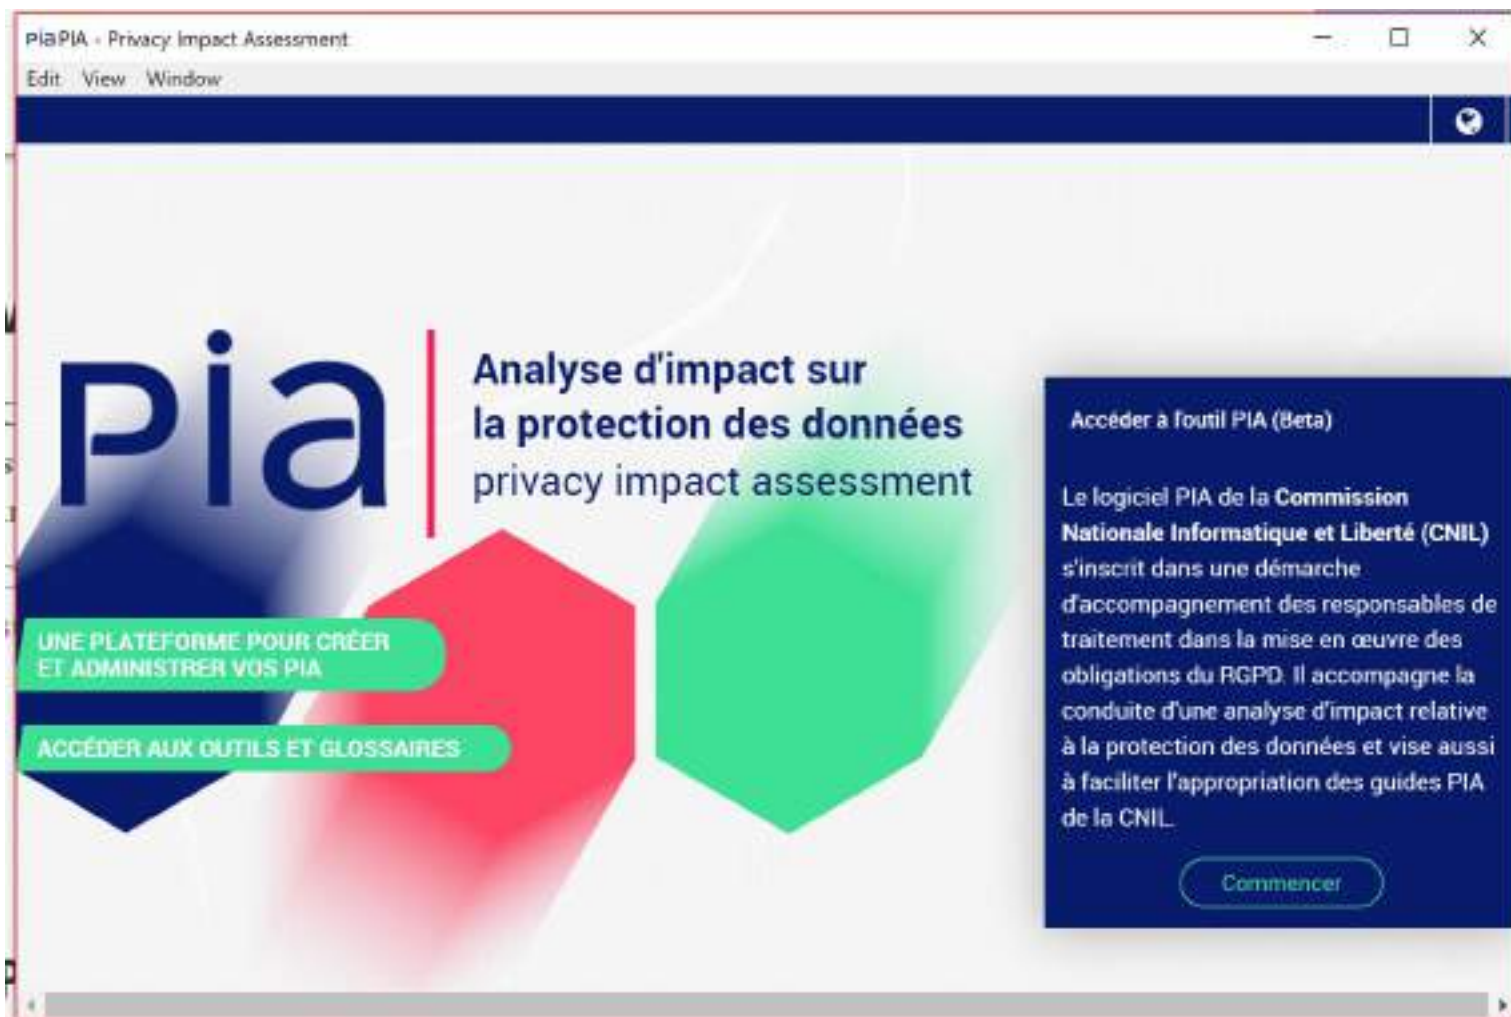 pia PIA - Privacy Impact Assessment
Edit View Window
pia
Analyse d'impact sur
la protection des données
privacy impact assessment
UNE PLATEFORME POUR CRÉER
ET ADMINISTRER VOS PIA
ACCÉDER AUX OUTILS ET GLOSSAIRES
Accéder à l'outil PIA (Beta)
Le logiciel PIA de la Commission
Nationale Informatique et Liberté (CNIL)
s'inscrit dans une démarche
d'accompagnement des responsables de
traitement dans la mise en œuvre des
obligations du RGPD. Il accompagne la
conduite d'une analyse d'impact relative
à la protection des données et vise aussi
à faciliter l'appropriation des guides PIA
de la CNIL.
Commencer